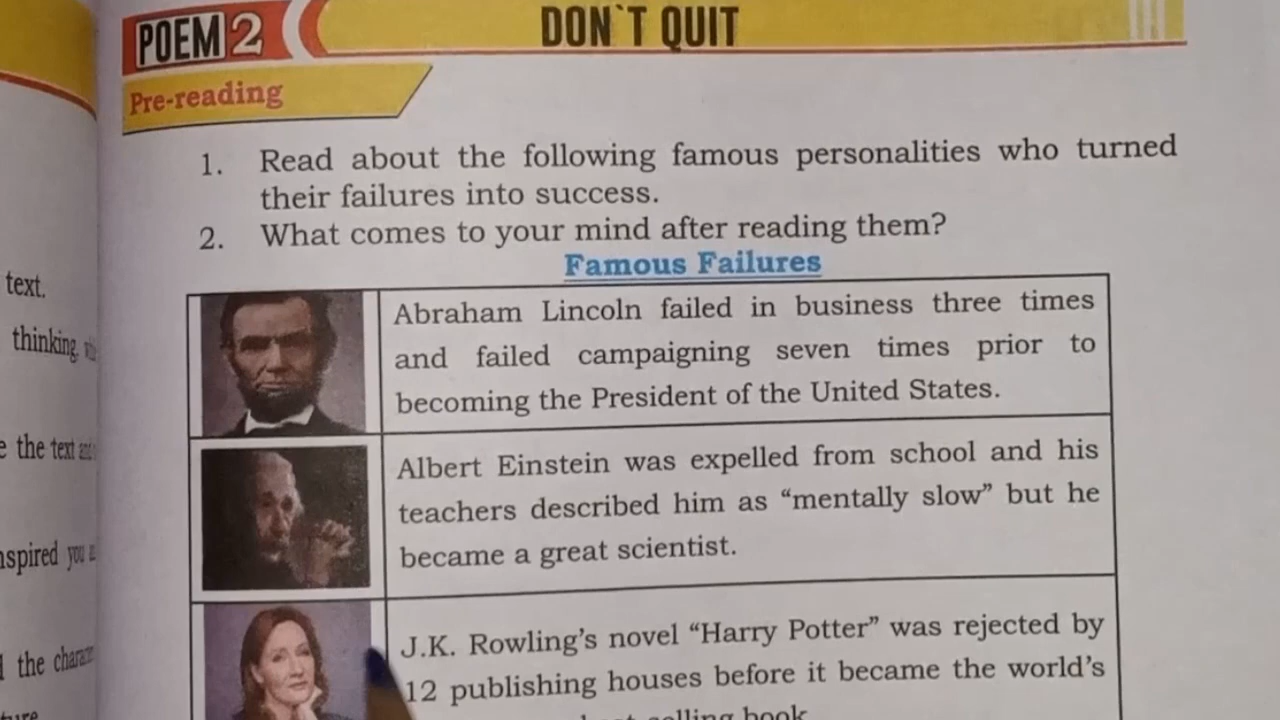 POEM 2
DON`T QUIT
Pre-reading
1. Read about the following famous personalities who turned
their failures into success.
2. What comes to your mind after reading them?
Famous Failures
Abraham Lincoln failed in business three times
and failed campaigning seven times prior to
becoming the President of the United States.
Albert Einstein was expelled from school and his
teachers described him as “mentally slow” but he
became a great scientist.
J.K. Rowling’s novel “Harry Potter” was rejected by
12 publishing houses before it became the world’s
selling book
text.
thinking,
the text and
you
the